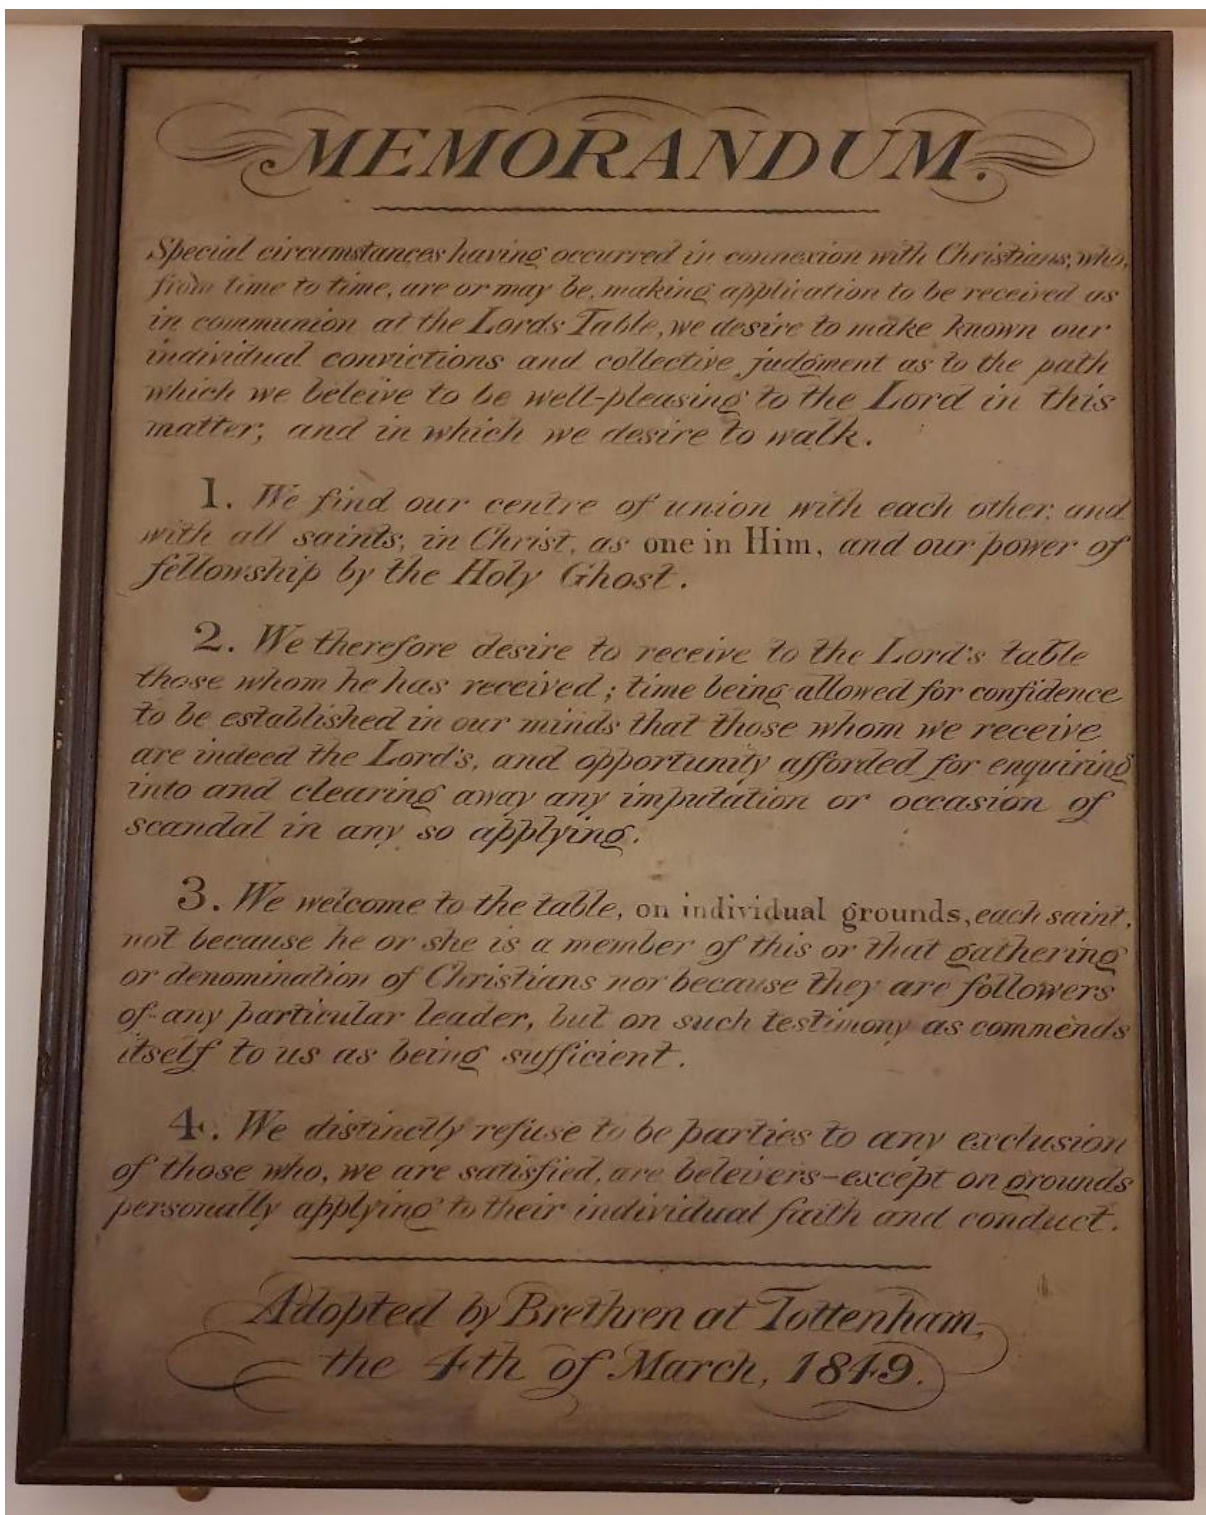 MEMORANDUM.
Special circumstances having occurred in connexion with Christians, who,
from time to time, are or may be, making application to be received as
in communion at the Lords Table, we desire to make known our
individual convictions and collective judgment as to the path
which we beleive to be well-pleasing to the Lord in this
matter, and in which we desire to walk.
1. We find our centre of union with each other, and
with all saints, in Christ, as one in Him, and our power of
fellowship by the Holy Ghost.
2. We therefore desire to receive to the Lord's table
those whom he has received; time being allowed for confidence
to be established in our minds that those whom we receive
are indeed the Lord's, and opportunity afforded for enquiring
into and clearing away any imputation or occasion of
scandal in any so applying.
3. We welcome to the table, on individual grounds, each saint,
not because he or she is a member of this or that gathering
or denomination of Christians nor because they are followers
of any particular leader, but on such testimony as commends
itself to us as being sufficient.
4. We distinctly refuse to be parties to any exclusion
of those who, we are satisfied, are beleivers-except on grounds
personally applying to their individual faith and conduct.
Adopted by Brethren at Tottenham,
the 4th of March, 1849.